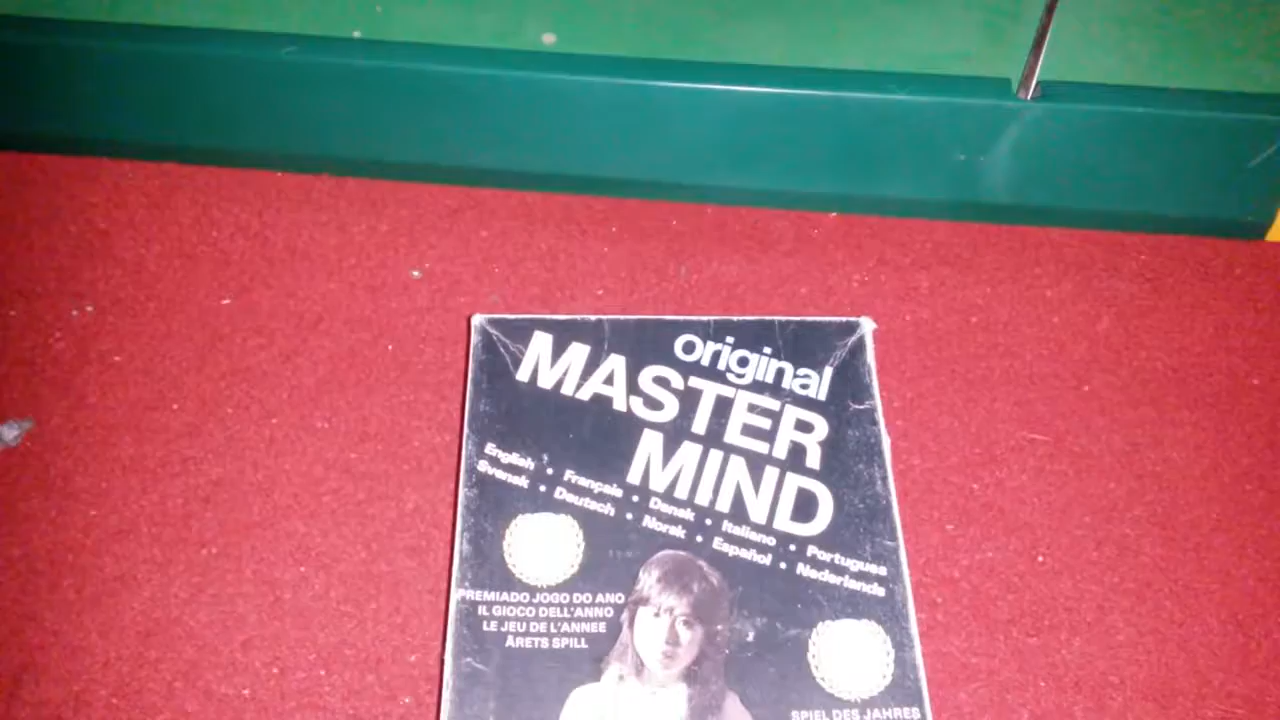 original
MASTER
MIND
English • Français • Dansk • Italiano • Portugues
Svensk • Deutsch • Norsk • Español • Nederlands
PREMIADO JOGO DO ANO
IL GIOCO DELL'ANNO
LE JEU DE L'ANNEE
ÅRETS SPILL
SPIEL DES JAHRES